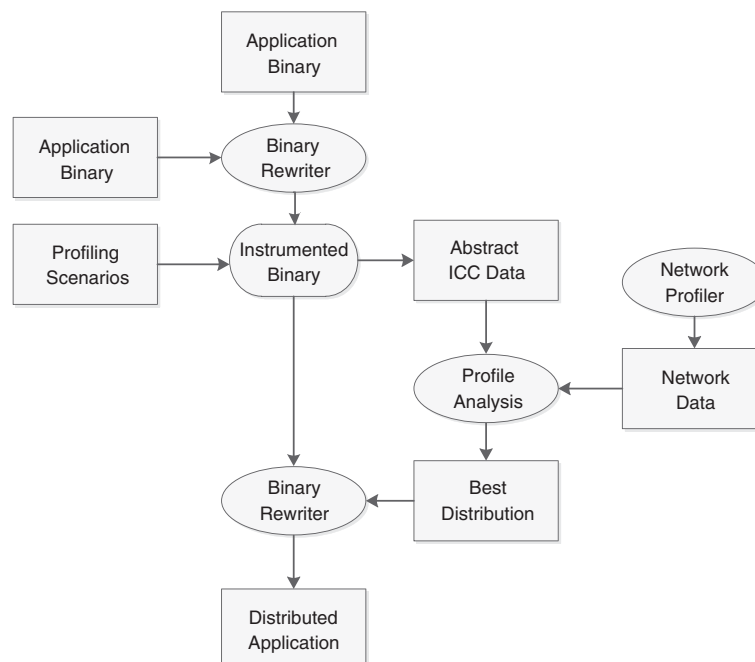 Application
Binary
Application
Binary
Binary
Rewriter
Profiling
Scenarios
Instrumented
Binary
Abstract
ICC Data
Network
Profiler
Profile
Analysis
Network
Data
Binary
Rewriter
Best
Distribution
Distributed
Application